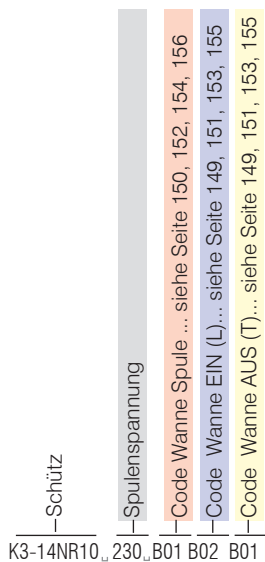 Schütz
Spulenspannung
Code Wanne Spule ... siehe Seite 150, 152, 154, 156
Code Wanne EIN (L)... siehe Seite 149, 151, 153, 155
Code Wanne AUS (T)... siehe Seite 149, 151, 153, 155
K3-14NR10␣230␣B01 B02 B01